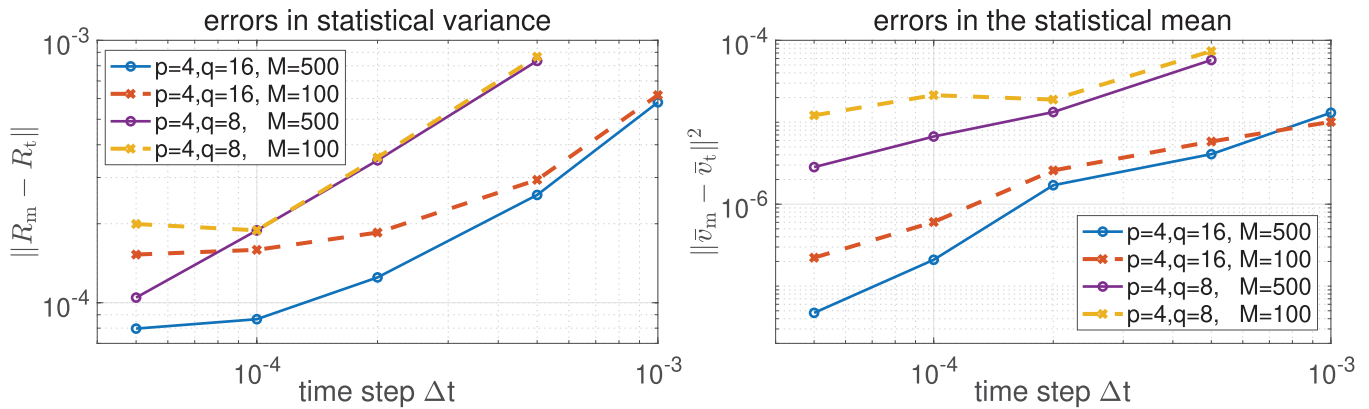 errors in statistical variance
10^-3
p=4,q=16, M=500
p=4,q=16, M=100
p=4,q=8, M=500
p=4,q=8, M=100
||R_m − R_t||
10^-4
10^-4
10^-3
time step Δt
errors in the statistical mean
10^-4
||v̄_m − v̄_t||^2
10^-6
p=4,q=16, M=500
p=4,q=16, M=100
p=4,q=8, M=500
p=4,q=8, M=100
10^-4
10^-3
time step Δt